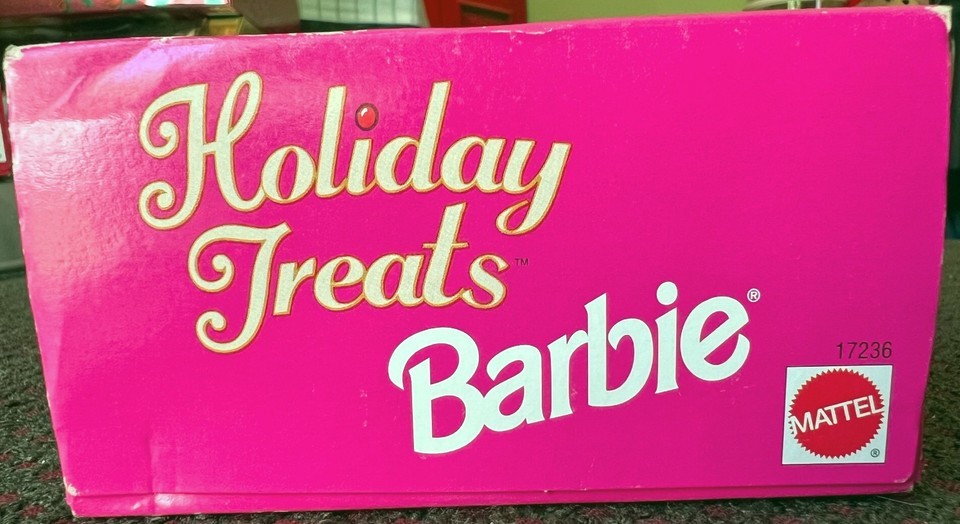 Holiday
Treats™
Barbie®
17236
MATTEL
®